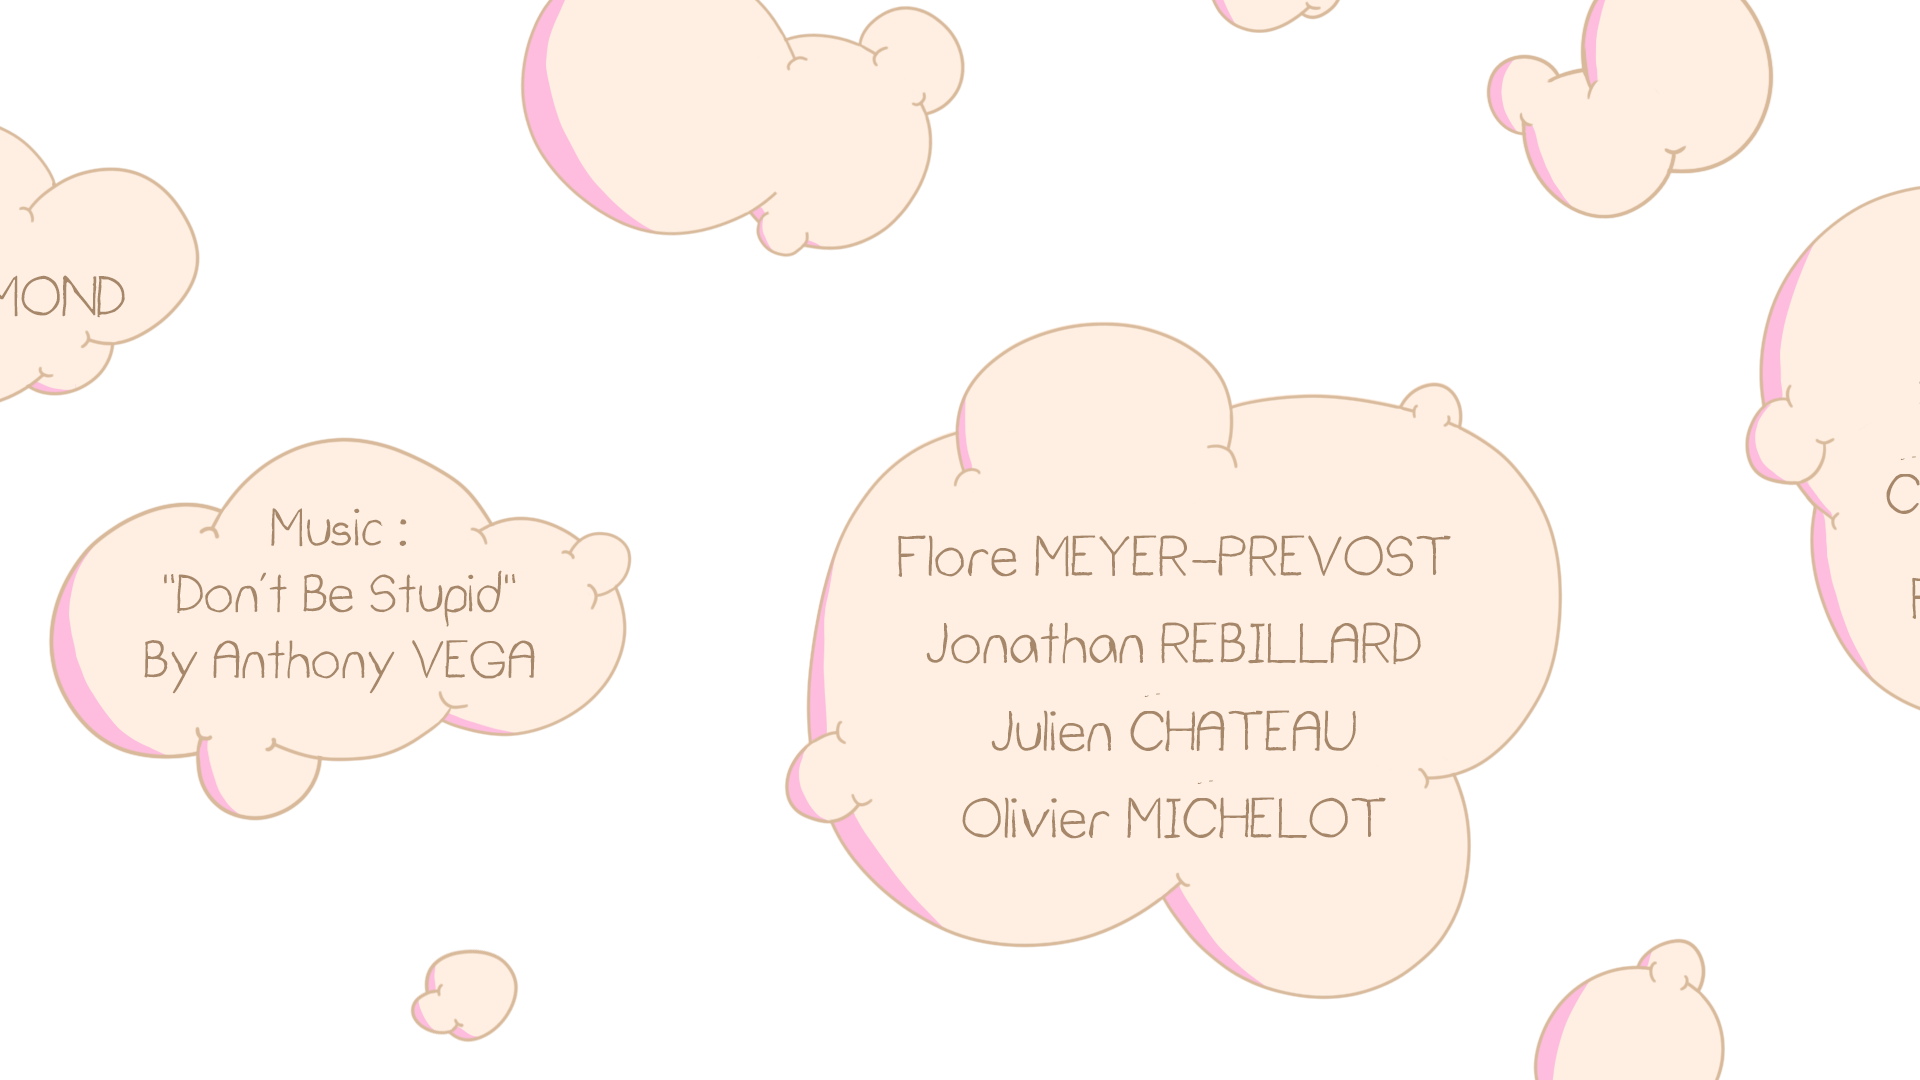 MOND
Music :
"Don't Be Stupid"
By Anthony VEGA
Flore MEYER-PREVOST
Jonathan REBILLARD
Julien CHATEAU
Olivier MICHELOT